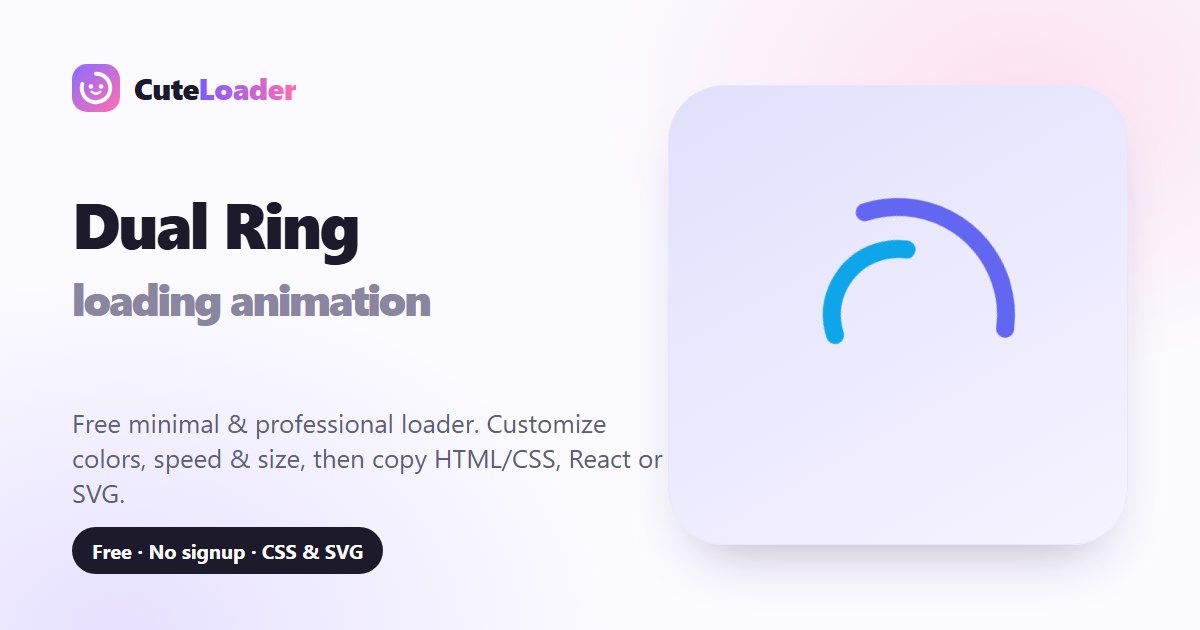 CuteLoader
Dual Ring
loading animation
Free minimal & professional loader. Customize
colors, speed & size, then copy HTML/CSS, React or
SVG.
Free · No signup · CSS & SVG